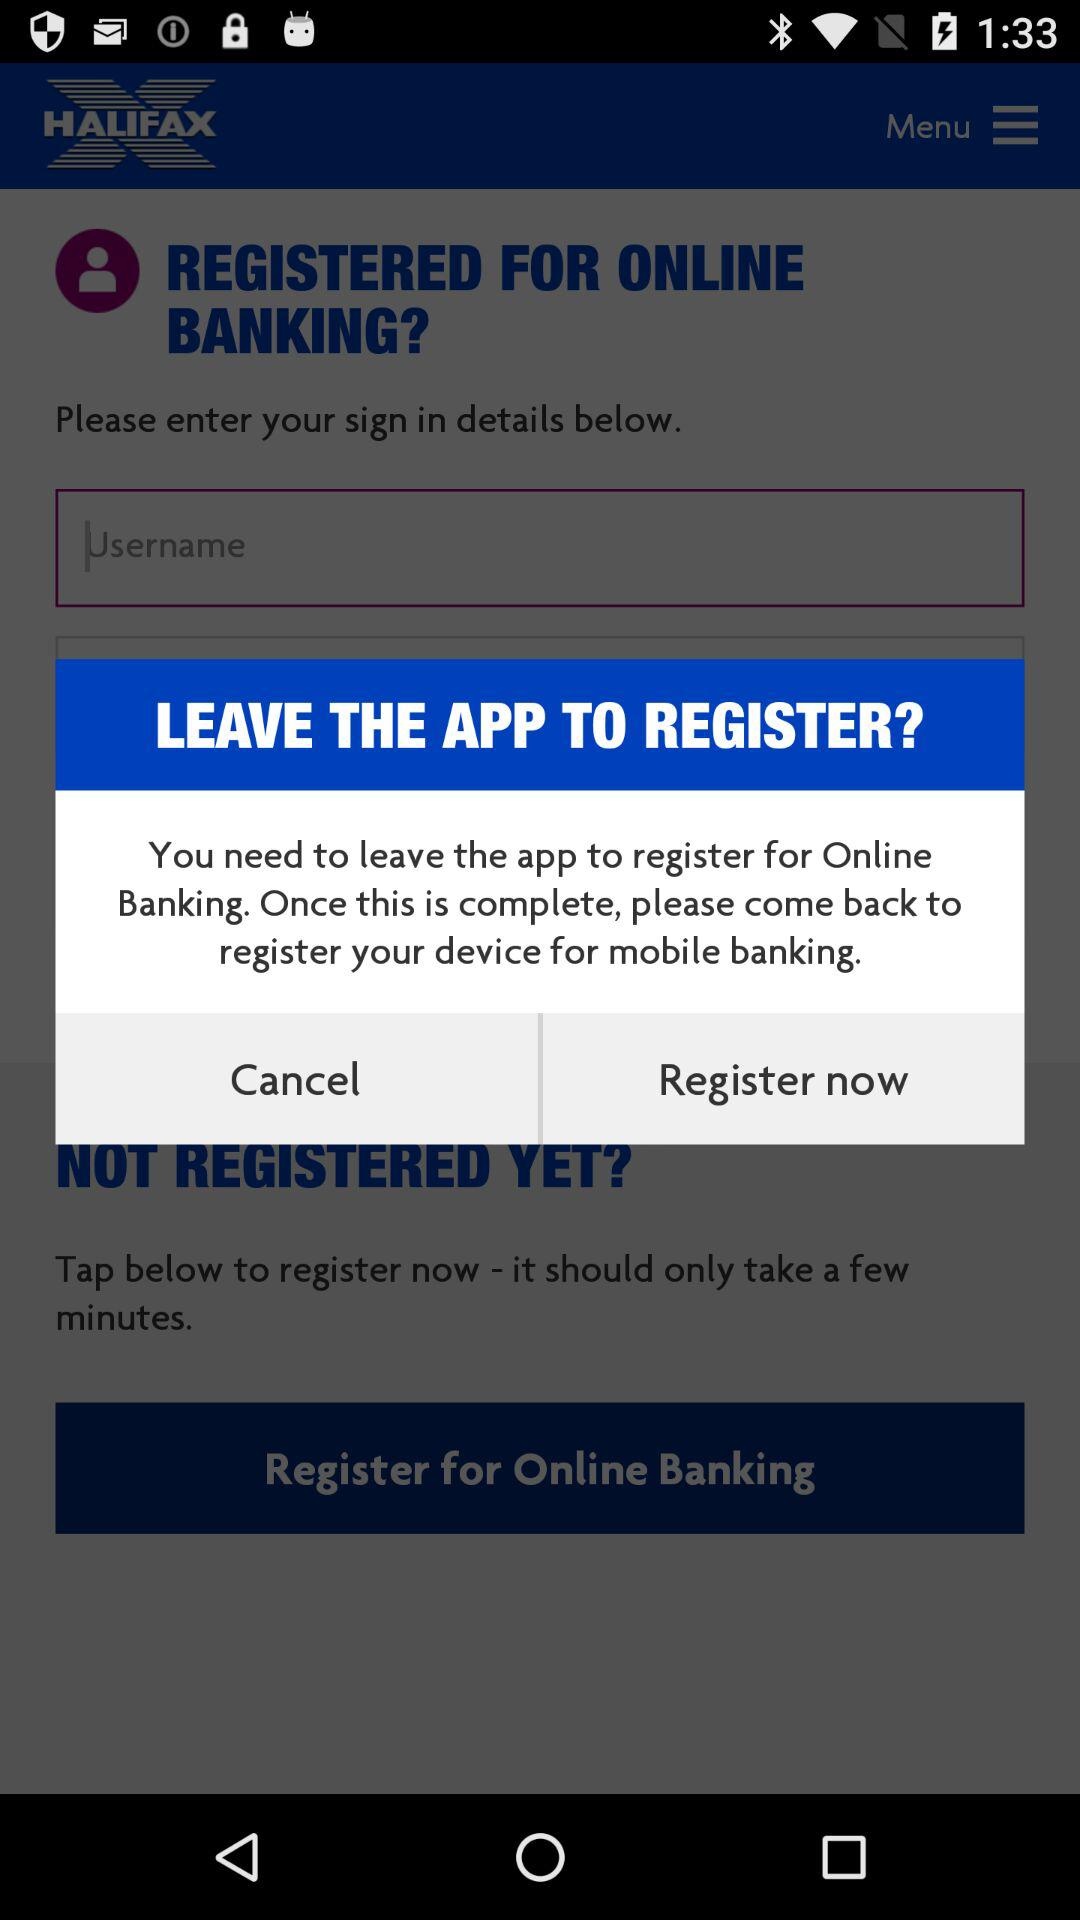 1:33
HALIFAX
Menu
REGISTERED FOR ONLINE
BANKING?
Please enter your sign in details below.
Username
LEAVE THE APP TO REGISTER?
You need to leave the app to register for Online
Banking. Once this is complete, please come back to
register your device for mobile banking.
Cancel
Register now
NOT REGISTERED YET?
Tap below to register now - it should only take a few
minutes.
Register for Online Banking